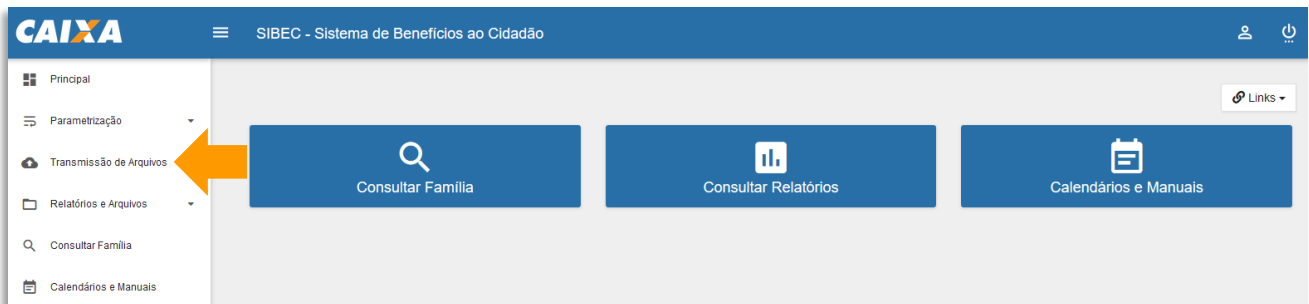 CAIXA
SIBEC - Sistema de Benefícios ao Cidadão
Principal
Parametrização
Transmissão de Arquivos
Relatórios e Arquivos
Consultar Família
Calendários e Manuais
Links
Consultar Família
Consultar Relatórios
Calendários e Manuais